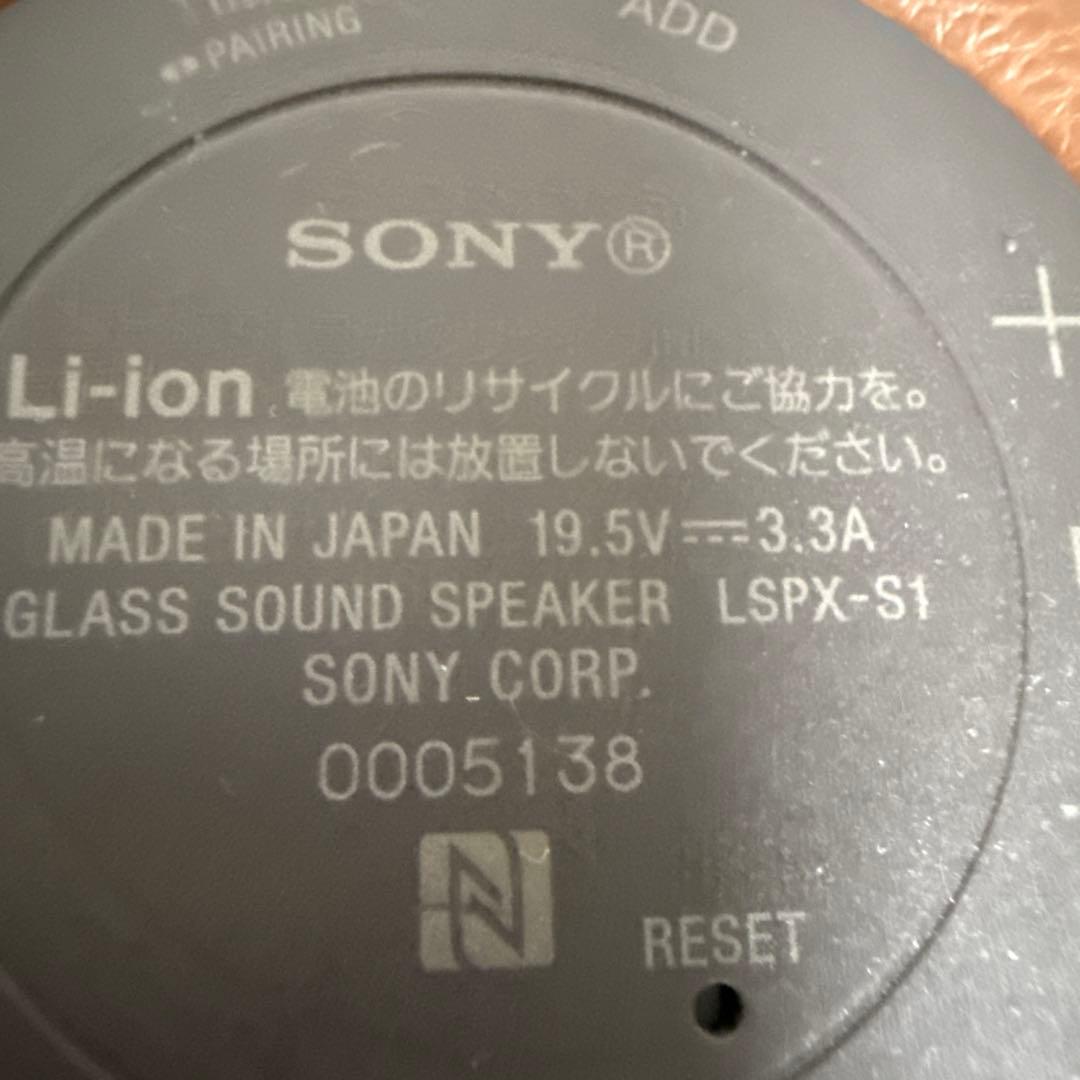 PAIRING
ADD
SONY®
Li-ion 電池のリサイクルにご協力を。
高温になる場所には放置しないでください。
MADE IN JAPAN 19.5V⎓3.3A
GLASS SOUND SPEAKER LSPX-S1
SONY CORP.
0005138
RESET